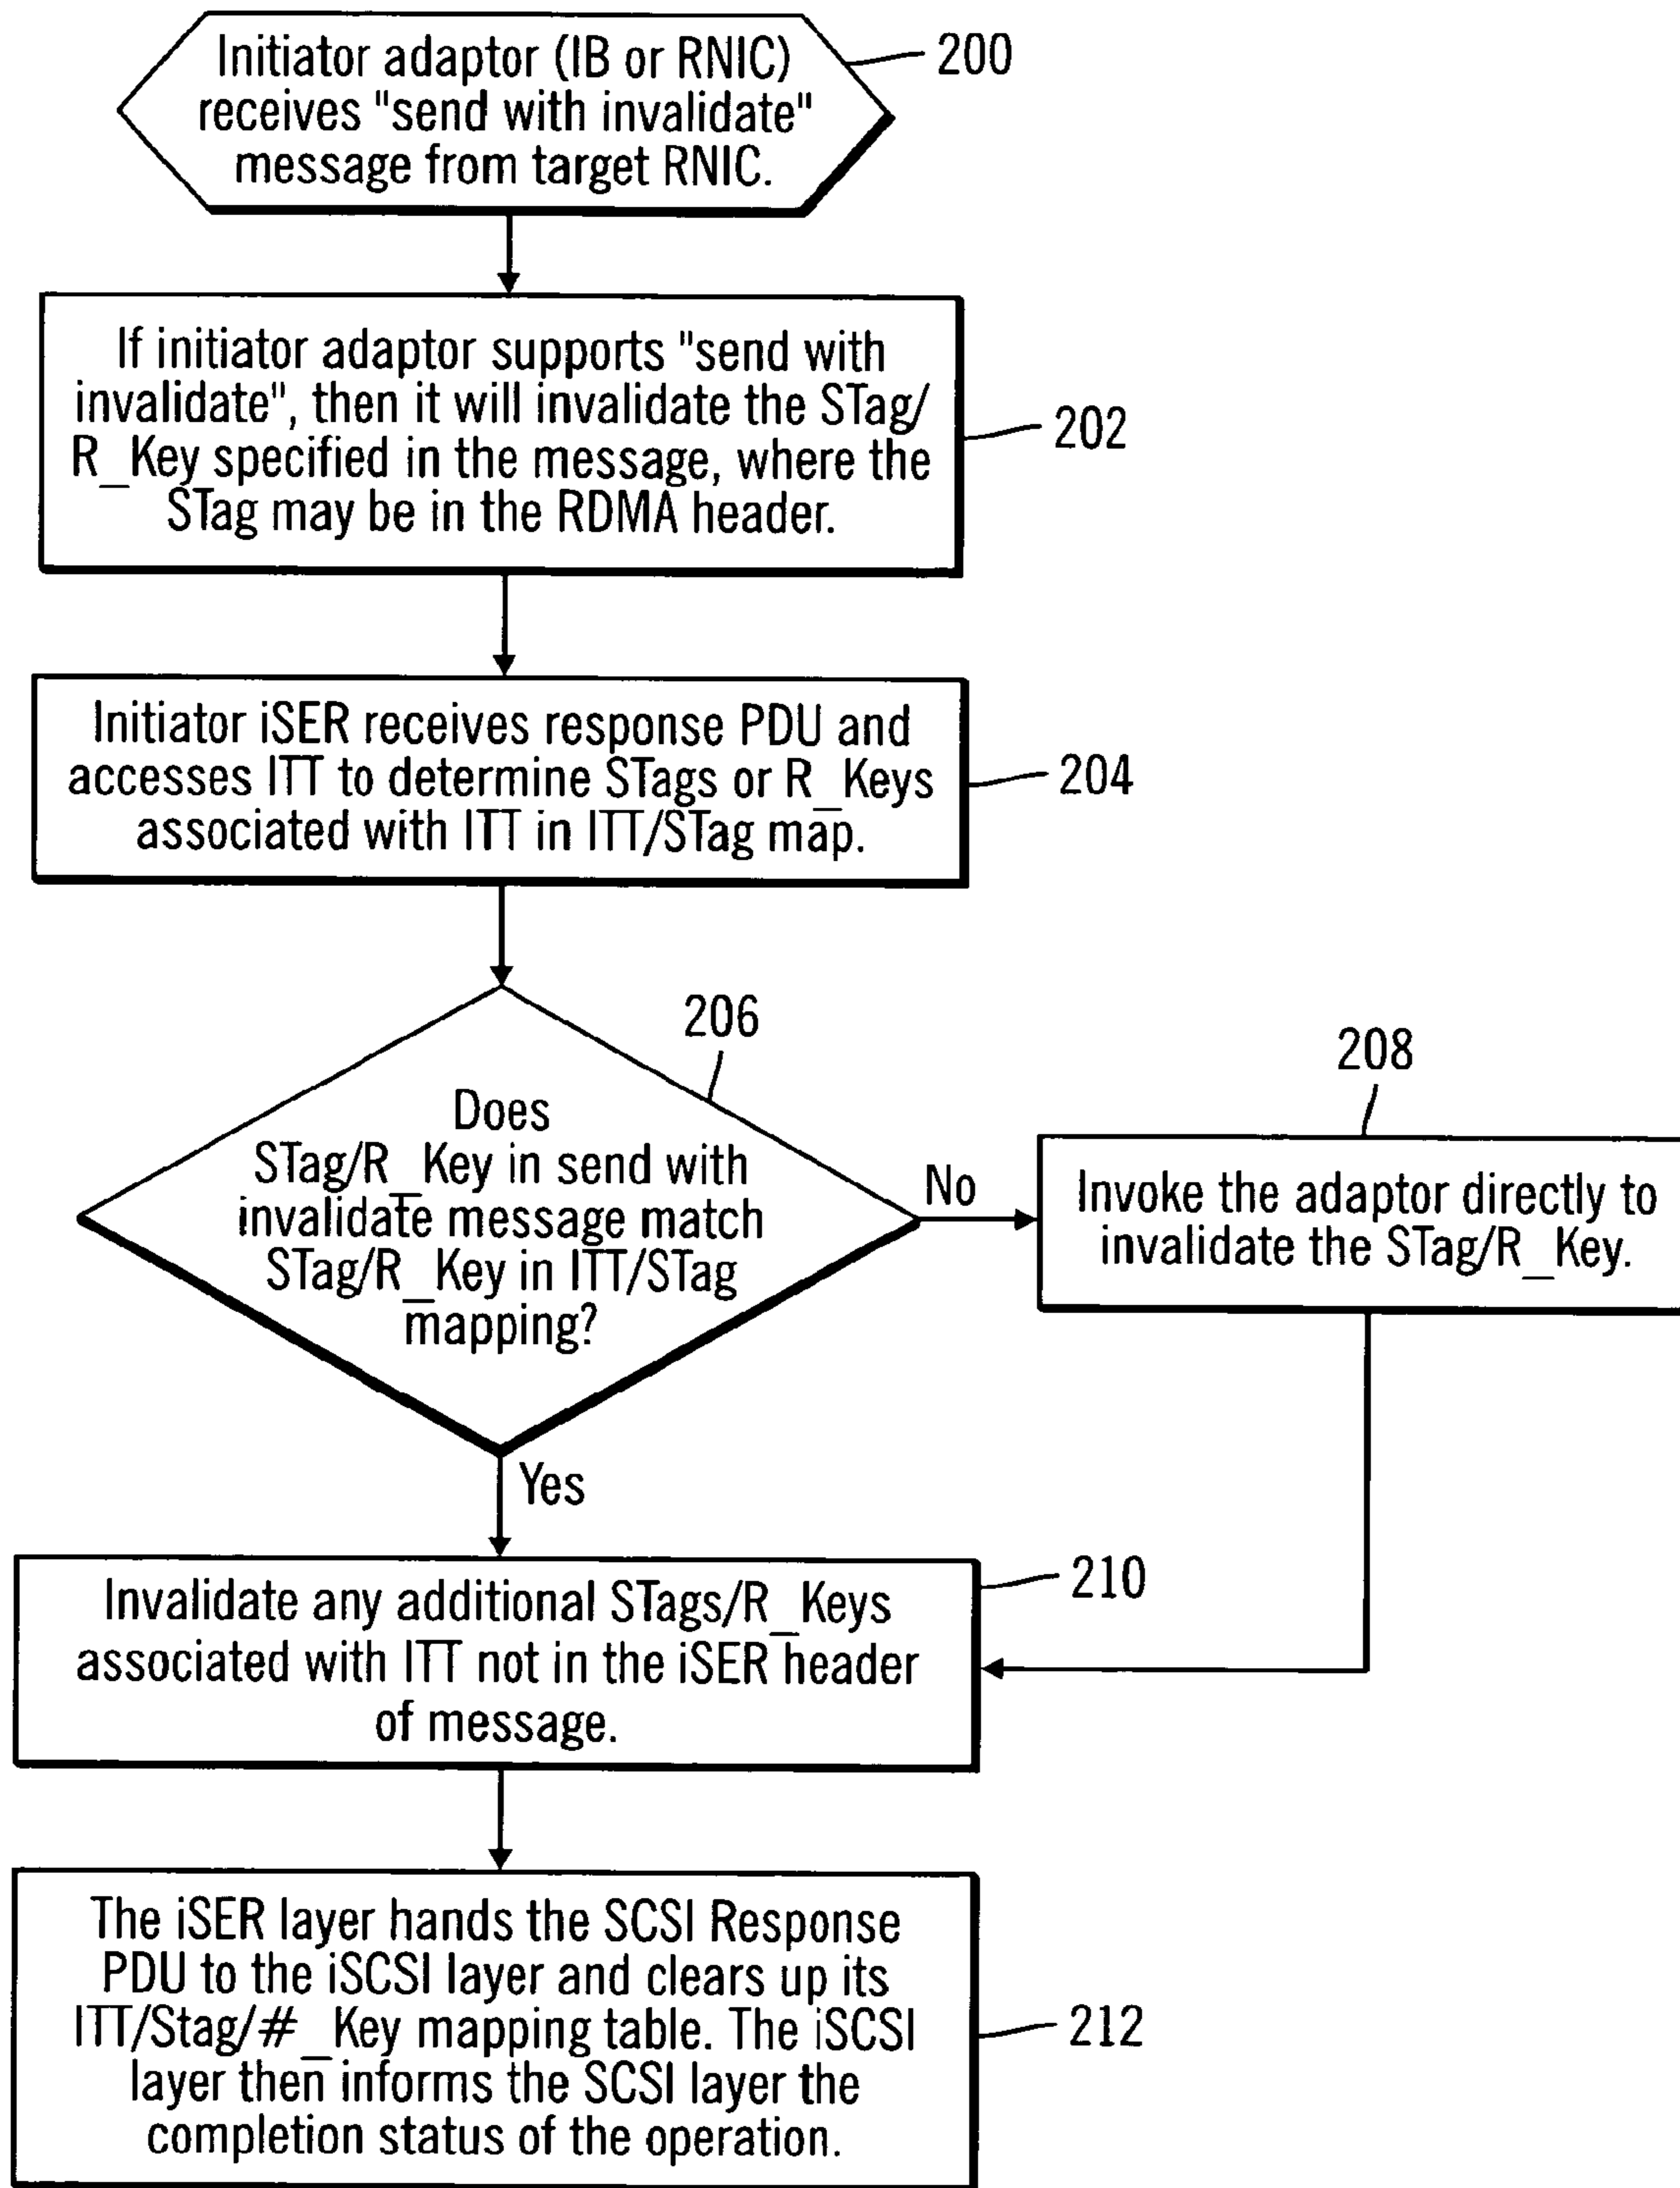 Initiator adaptor (IB or RNIC)
receives "send with invalidate"
message from target RNIC.
200
If initiator adaptor supports "send with
invalidate", then it will invalidate the STag/
R_Key specified in the message, where the
STag may be in the RDMA header.
202
Initiator iSER receives response PDU and
accesses ITT to determine STags or R_Keys
associated with ITT in ITT/STag map.
204
206
Does
STag/R_Key in send with
invalidate message match
STag/R_Key in ITT/STag
mapping?
No
208
Invoke the adaptor directly to
invalidate the STag/R_Key.
Yes
Invalidate any additional STags/R_Keys
associated with ITT not in the iSER header
of message.
210
The iSER layer hands the SCSI Response
PDU to the iSCSI layer and clears up its
ITT/Stag/#_Key mapping table. The iSCSI
layer then informs the SCSI layer the
completion status of the operation.
212